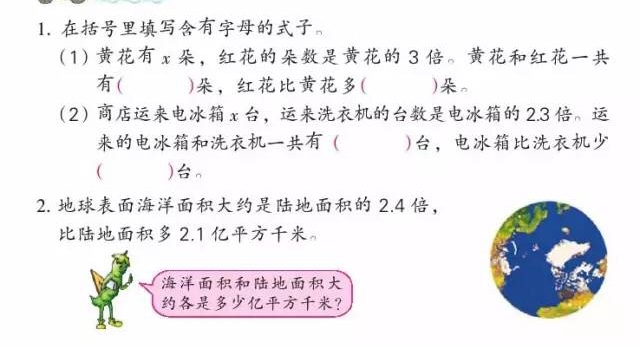 1. 在括号里填写含有字母的式子。
（1）黄花有 x 朵，红花的朵数是黄花的 3 倍。黄花和红花一共
有(　　　)朵，红花比黄花多(　　　)朵。
（2）商店运来电冰箱 x 台，运来洗衣机的台数是电冰箱的 2.3 倍。运
来的电冰箱和洗衣机一共有（　　　)台，电冰箱比洗衣机少
(　　　)台。
2. 地球表面海洋面积大约是陆地面积的 2.4 倍，
比陆地面积多 2.1 亿平方千米。
海洋面积和陆地面积大
约各是多少亿平方千米？